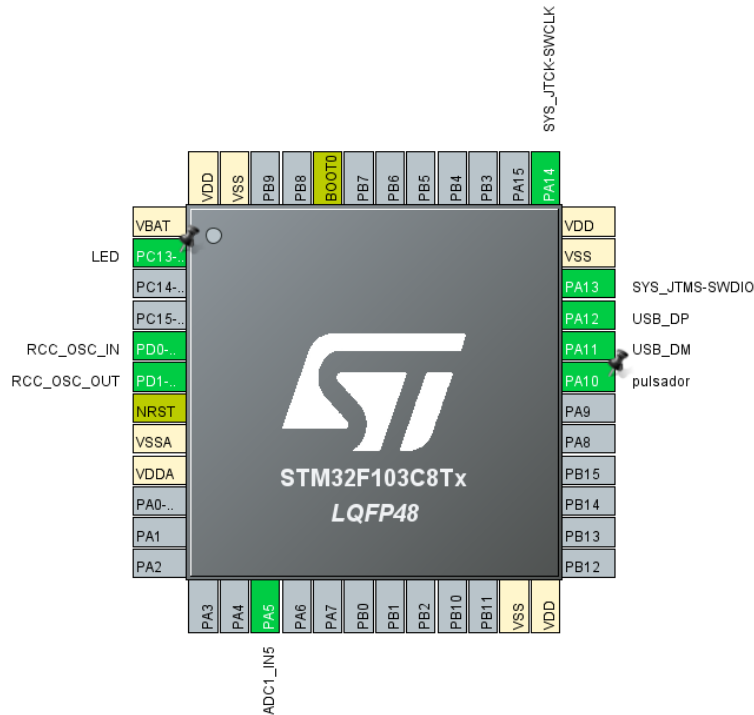 SYS_JTCK-SWCLK
VDD
VSS
PB9
PB8
BOOT0
PB7
PB6
PB5
PB4
PB3
PA15
PA14
VBAT
LED PC13-..
PC14-..
PC15-..
RCC_OSC_IN PD0-..
RCC_OSC_OUT PD1-..
NRST
VSSA
VDDA
PA0-..
PA1
PA2
VDD
VSS
PA13 SYS_JTMS-SWDIO
PA12 USB_DP
PA11 USB_DM
PA10 pulsador
PA9
PA8
PB15
PB14
PB13
PB12
ST
STM32F103C8Tx
LQFP48
PA3
PA4
PA5
PA6
PA7
PB0
PB1
PB2
PB10
PB11
VSS
VDD
ADC1_IN5